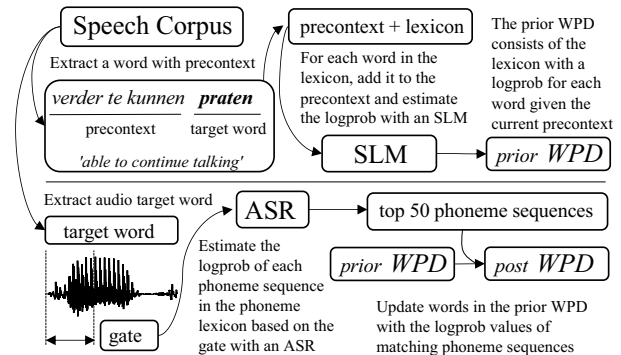 Speech Corpus
Extract a word with precontext
verder te kunnen praten
precontext target word
'able to continue talking'
precontext + lexicon
For each word in the
lexicon, add it to the
precontext and estimate
the logprob with an SLM
SLM
The prior WPD
consists of the
lexicon with a
logprob for each
word given the
current precontext
prior WPD
Extract audio target word
target word
gate
ASR
Estimate the
logprob of each
phoneme sequence
in the phoneme
lexicon based on the
gate with an ASR
top 50 phoneme sequences
prior WPD
post WPD
Update words in the prior WPD
with the logprob values of
matching phoneme sequences